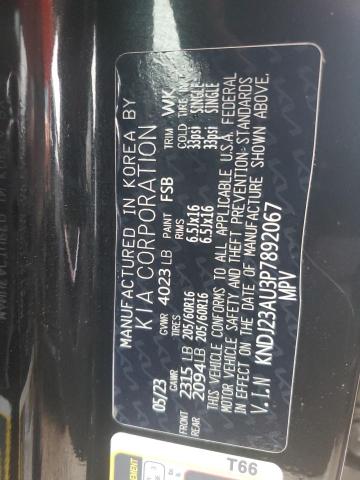 MANUFACTURED IN KOREA BY
KIA CORPORATION
05/23 GVWR 4023 LB PAINT FSB TRIM WK
GAWR TIRES RIMS COLD TIRE
FRONT 2315 LB 205/60R16 6.5Jx16 33psi SINGLE
REAR 2094 LB 205/60R16 6.5Jx16 33psi SINGLE
THIS VEHICLE CONFORMS TO ALL APPLICABLE U.S.A. FEDERAL
MOTOR VEHICLE SAFETY AND THEFT PREVENTION STANDARDS
IN EFFECT ON THE DATE OF MANUFACTURE SHOWN ABOVE.
V.I.N KNDJ23AU3P7892067
MPV
T66